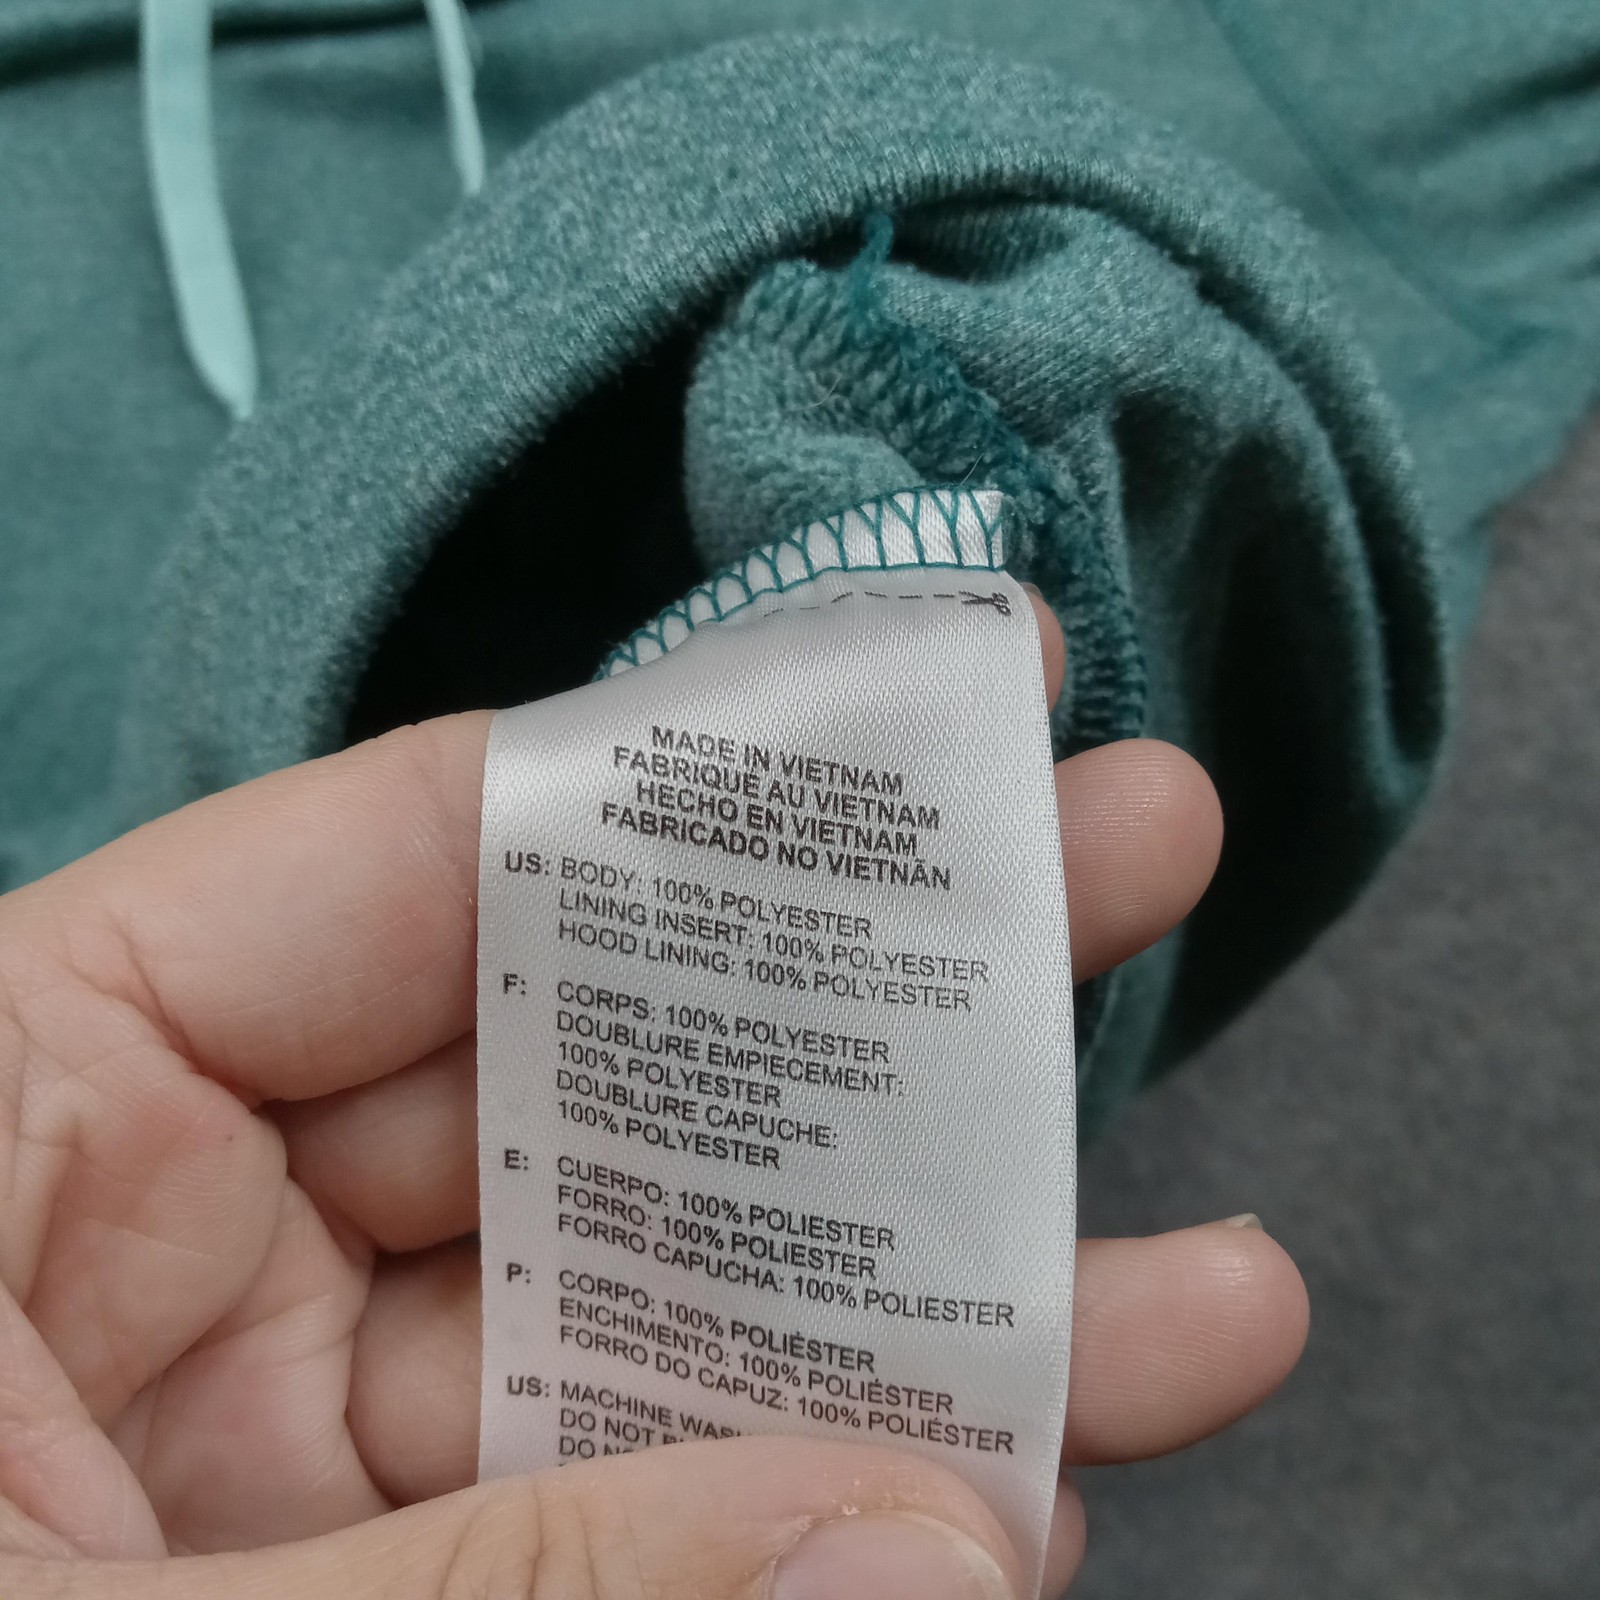 MADE IN VIETNAM
FABRIQUÉ AU VIETNAM
HECHO EN VIETNAM
FABRICADO NO VIETNÃN
US: BODY: 100% POLYESTER
LINING INSERT: 100% POLYESTER
HOOD LINING: 100% POLYESTER
F: CORPS: 100% POLYESTER
DOUBLURE EMPIECEMENT:
100% POLYESTER
DOUBLURE CAPUCHE:
100% POLYESTER
E: CUERPO: 100% POLIESTER
FORRO: 100% POLIESTER
FORRO CAPUCHA: 100% POLIESTER
P: CORPO: 100% POLIÉSTER
ENCHIMENTO: 100% POLIÉSTER
FORRO DO CAPUZ: 100% POLIÉSTER
US: MACHINE
DO NOT
DO